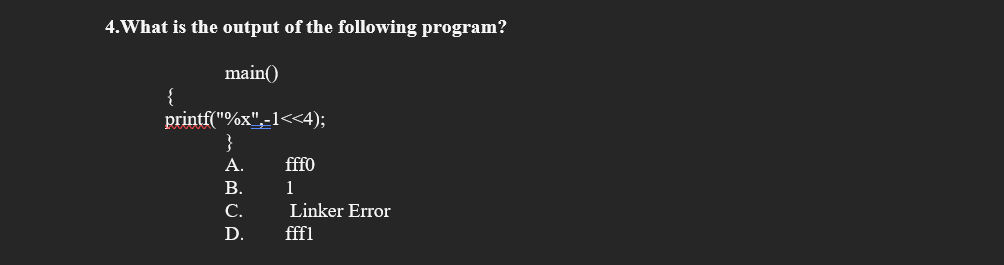 4.What is the output of the following program?
main()
{
printf("%x",-1<<4);
}
A. fff0
B. 1
C. Linker Error
D. fff1